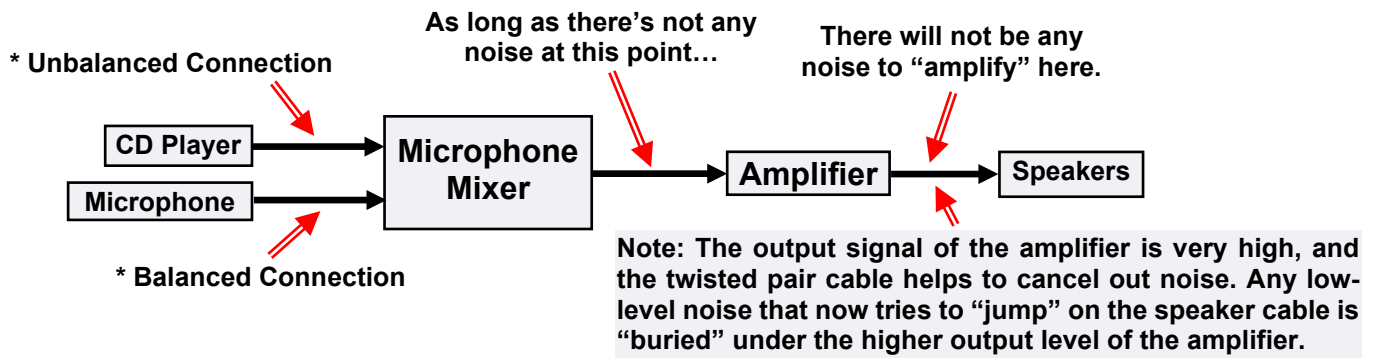 As long as there’s not any
noise at this point…
There will not be any
noise to “amplify” here.
* Unbalanced Connection
CD Player
Microphone
Microphone
Mixer
Amplifier
Speakers
* Balanced Connection
Note: The output signal of the amplifier is very high, and
the twisted pair cable helps to cancel out noise. Any low-
level noise that now tries to “jump” on the speaker cable is
“buried” under the higher output level of the amplifier.